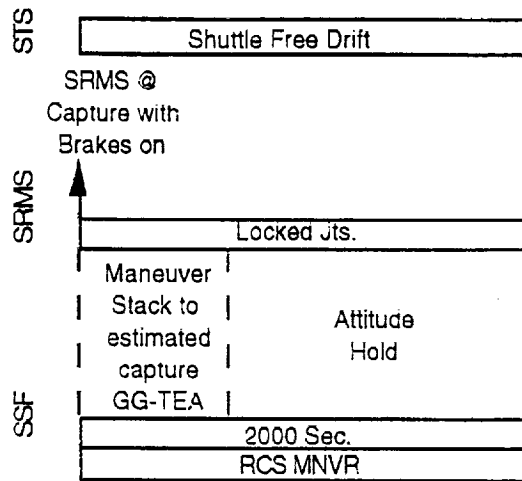 STS
Shuttle Free Drift
SRMS @
Capture with
Brakes on
SRMS
Locked Jts.
Maneuver
Stack to
estimated
capture
GG-TEA
Attitude
Hold
SSF
2000 Sec.
RCS MNVR